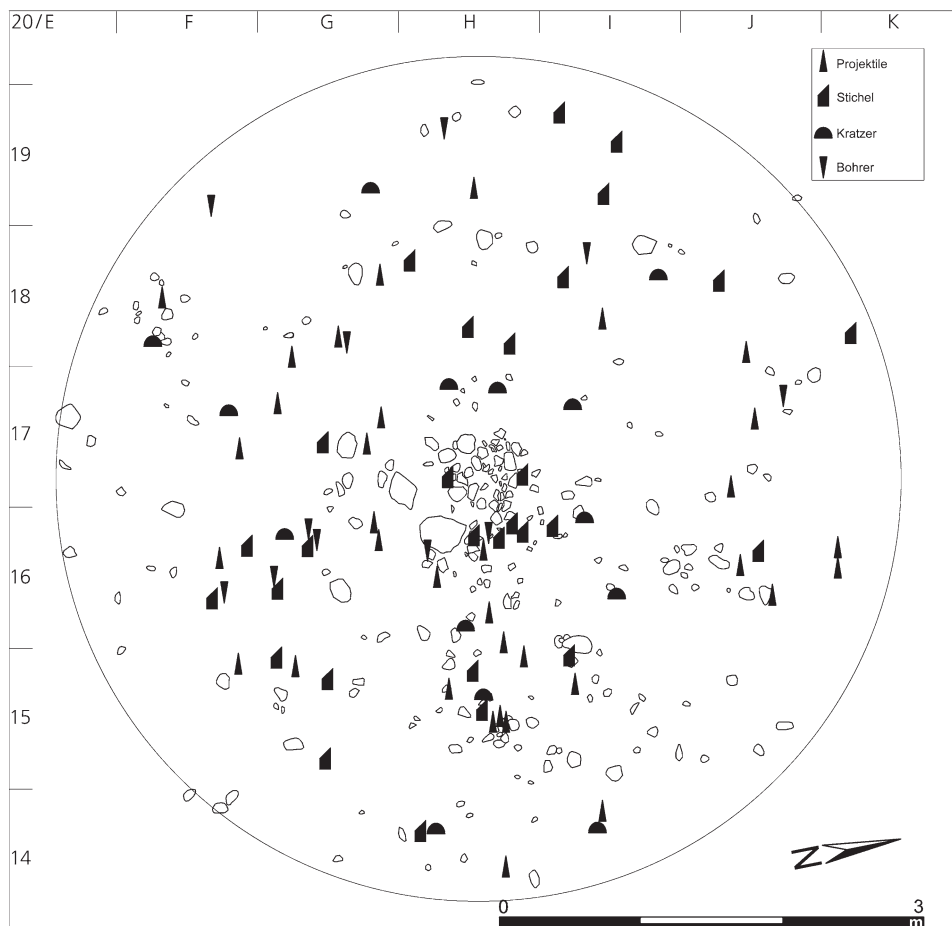 20/E F G H I J K
Projektile
Stichel
Kratzer
Bohrer
19
18
17
16
15
14
N
0 3
m